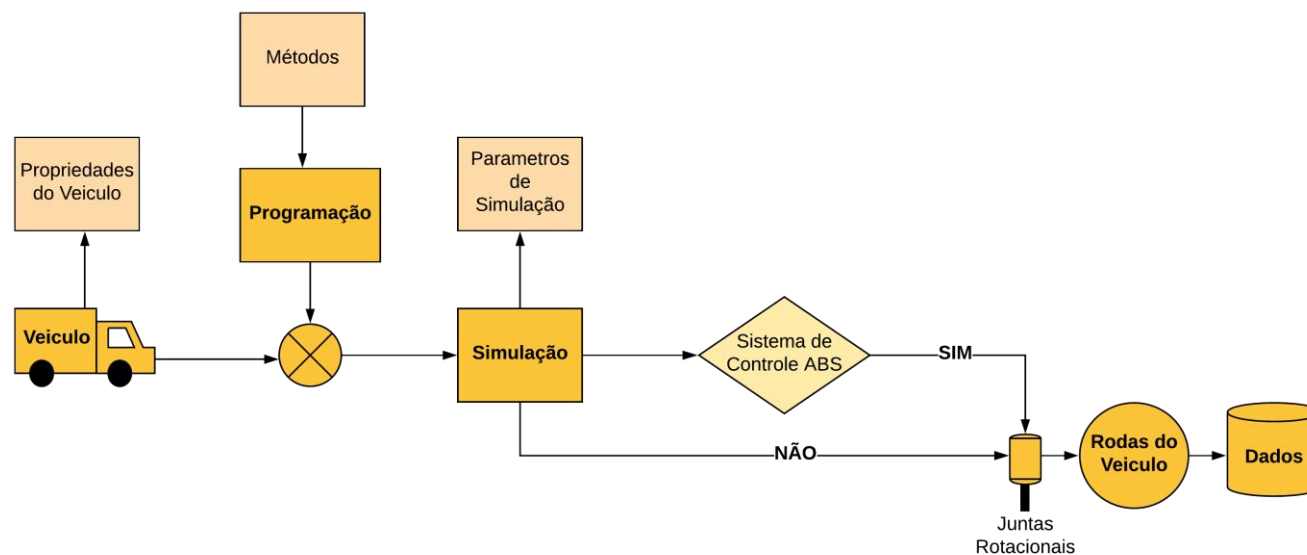 Métodos
Propriedades
do Veiculo
Programação
Parametros
de
Simulação
Veiculo
Simulação
Sistema de
Controle ABS
SIM
NÃO
Rodas do
Veiculo
Dados
Juntas
Rotacionais